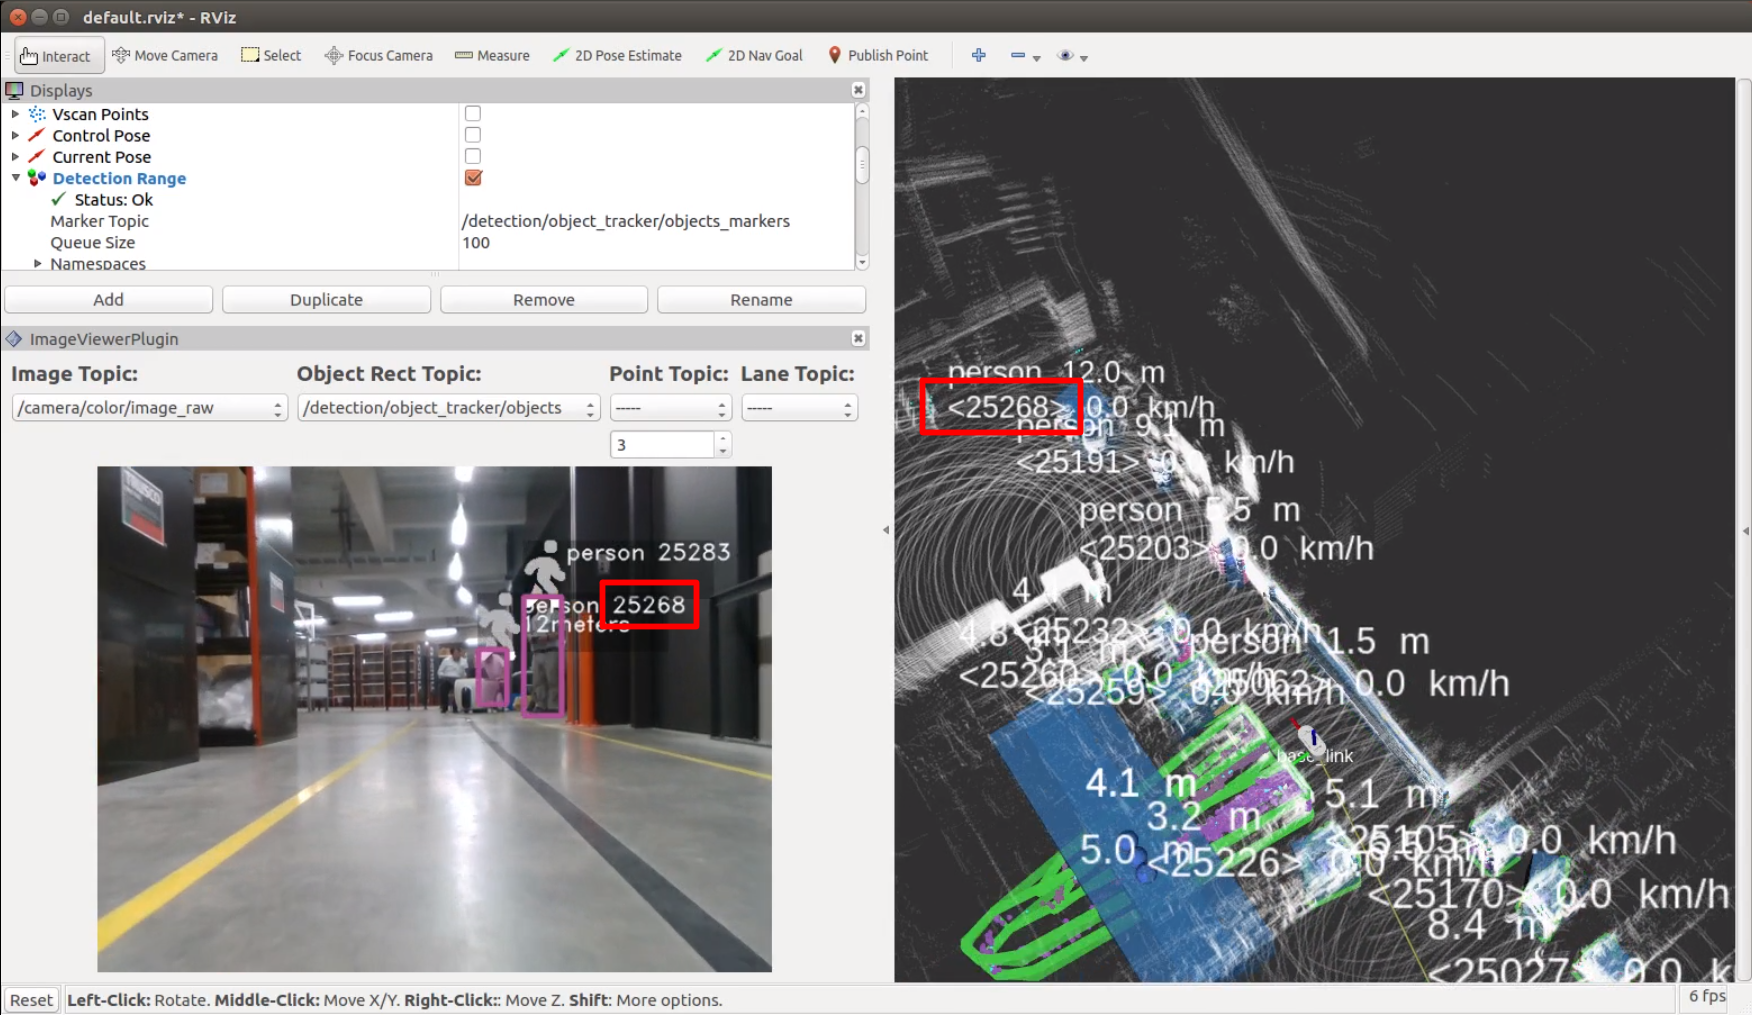 default.rviz* - RViz
Interact Move Camera Select Focus Camera Measure 2D Pose Estimate 2D Nav Goal Publish Point
Displays
Vscan Points
Control Pose
Current Pose
Detection Range
Status: Ok
Marker Topic /detection/object_tracker/objects_markers
Queue Size 100
Namespaces
Add Duplicate Remove Rename
ImageViewerPlugin
Image Topic: Object Rect Topic: Point Topic: Lane Topic:
/camera/color/image_raw /detection/object_tracker/objects ----- -----
3
TRUSCO
person 25283
person 25268
12meters
person 12.0 m
<25268> 0.0 km/h
person 9.1 m
<25191> 0.0 km/h
person 5.5 m
<25203> 0.0 km/h
4.1 m
4.8 <25232> 0.0 km/h
3.1 m
person 1.5 m
<25260> 0.0 km/h
<25259> 0.0 km/h
0.0 km/h
base_link
4.1 m
3.2 m
5.0 m
<25226> 0.0 km/h
5.1 m
<25105> 0.0 km/h
<25170> 0.0 km/h
8.4 m
<25027> 0.0 k
Reset Left-Click: Rotate. Middle-Click: Move X/Y. Right-Click:: Move Z. Shift: More options. 6 fps